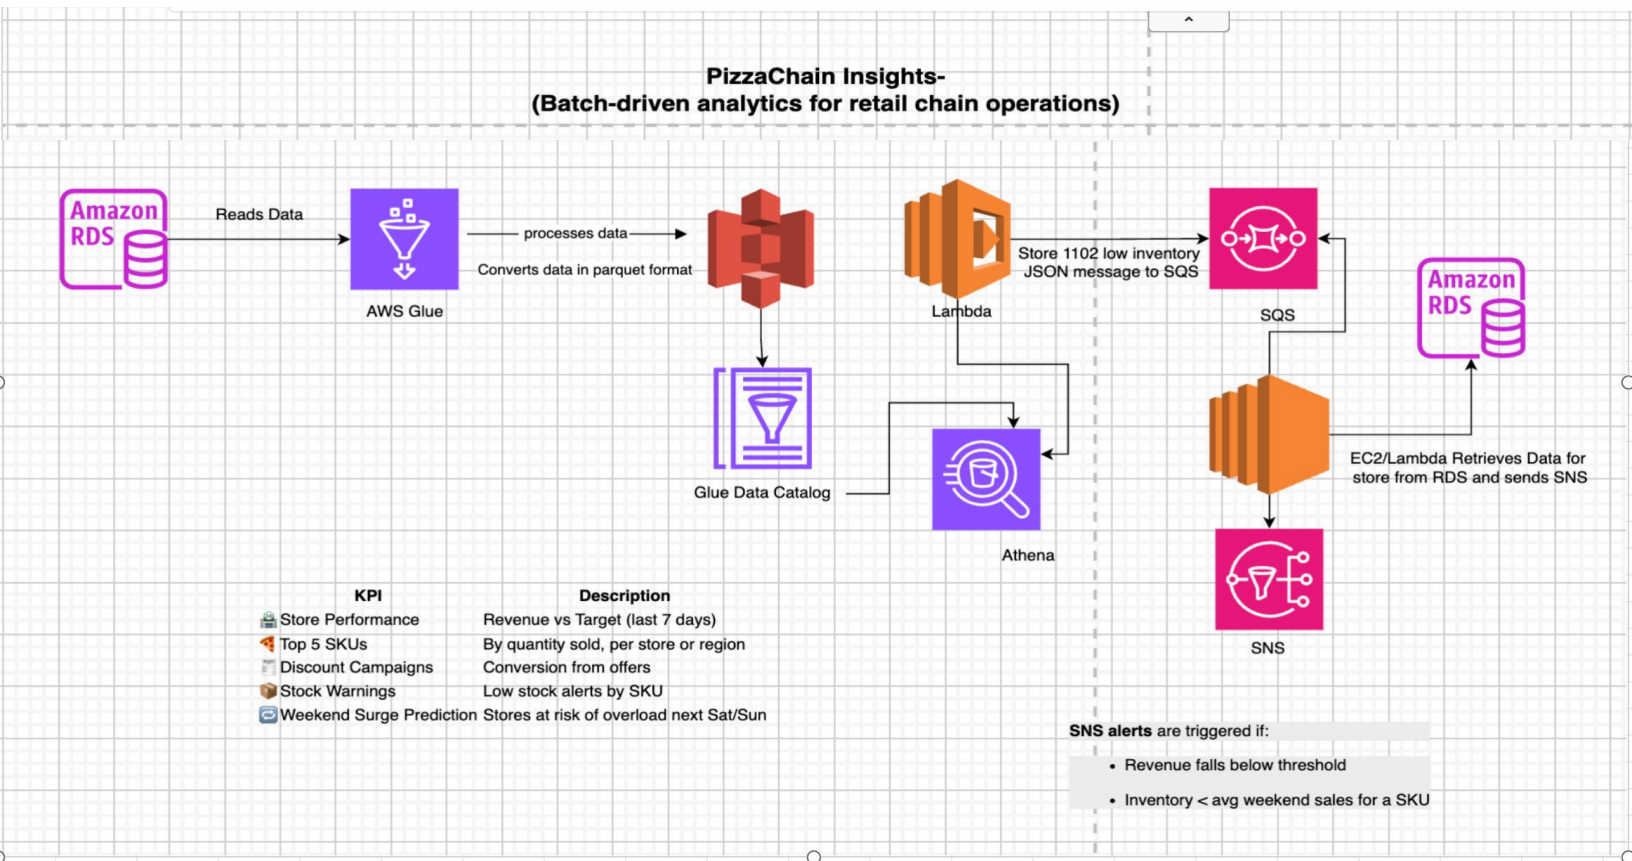 PizzaChain Insights-
(Batch-driven analytics for retail chain operations)
Amazon
RDS
Reads Data
AWS Glue
processes data
Converts data in parquet format
Lambda
Store 1102 low inventory
JSON message to SQS
SQS
Amazon
RDS
Glue Data Catalog
Athena
EC2/Lambda Retrieves Data for
store from RDS and sends SNS
SNS
KPI Description
Store Performance Revenue vs Target (last 7 days)
Top 5 SKUs By quantity sold, per store or region
Discount Campaigns Conversion from offers
Stock Warnings Low stock alerts by SKU
Weekend Surge Prediction Stores at risk of overload next Sat/Sun
SNS alerts are triggered if:
• Revenue falls below threshold
• Inventory < avg weekend sales for a SKU